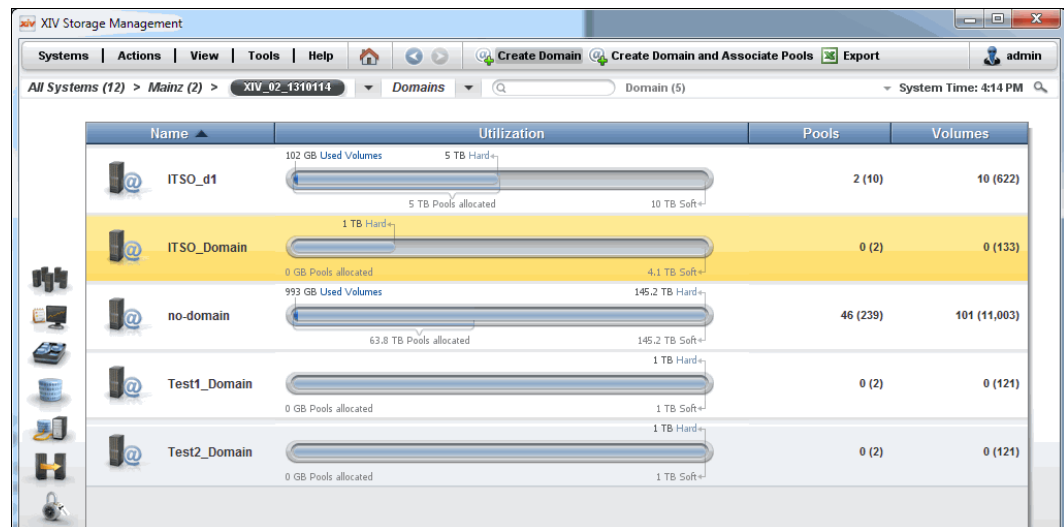 xiv XIV Storage Management
Systems | Actions | View | Tools | Help Create Domain Create Domain and Associate Pools Export admin
All Systems (12) > Mainz (2) > XIV_02_1310114 Domains Domain (5) System Time: 4:14 PM
Name Utilization Pools Volumes
102 GB Used Volumes 5 TB Hard
ITSO_d1 2 (10) 10 (622)
5 TB Pools allocated 10 TB Soft
1 TB Hard
ITSO_Domain 0 (2) 0 (133)
0 GB Pools allocated 4.1 TB Soft
993 GB Used Volumes 145.2 TB Hard
no-domain 46 (239) 101 (11,003)
63.8 TB Pools allocated 145.2 TB Soft
1 TB Hard
Test1_Domain 0 (2) 0 (121)
0 GB Pools allocated 1 TB Soft
1 TB Hard
Test2_Domain 0 (2) 0 (121)
0 GB Pools allocated 1 TB Soft